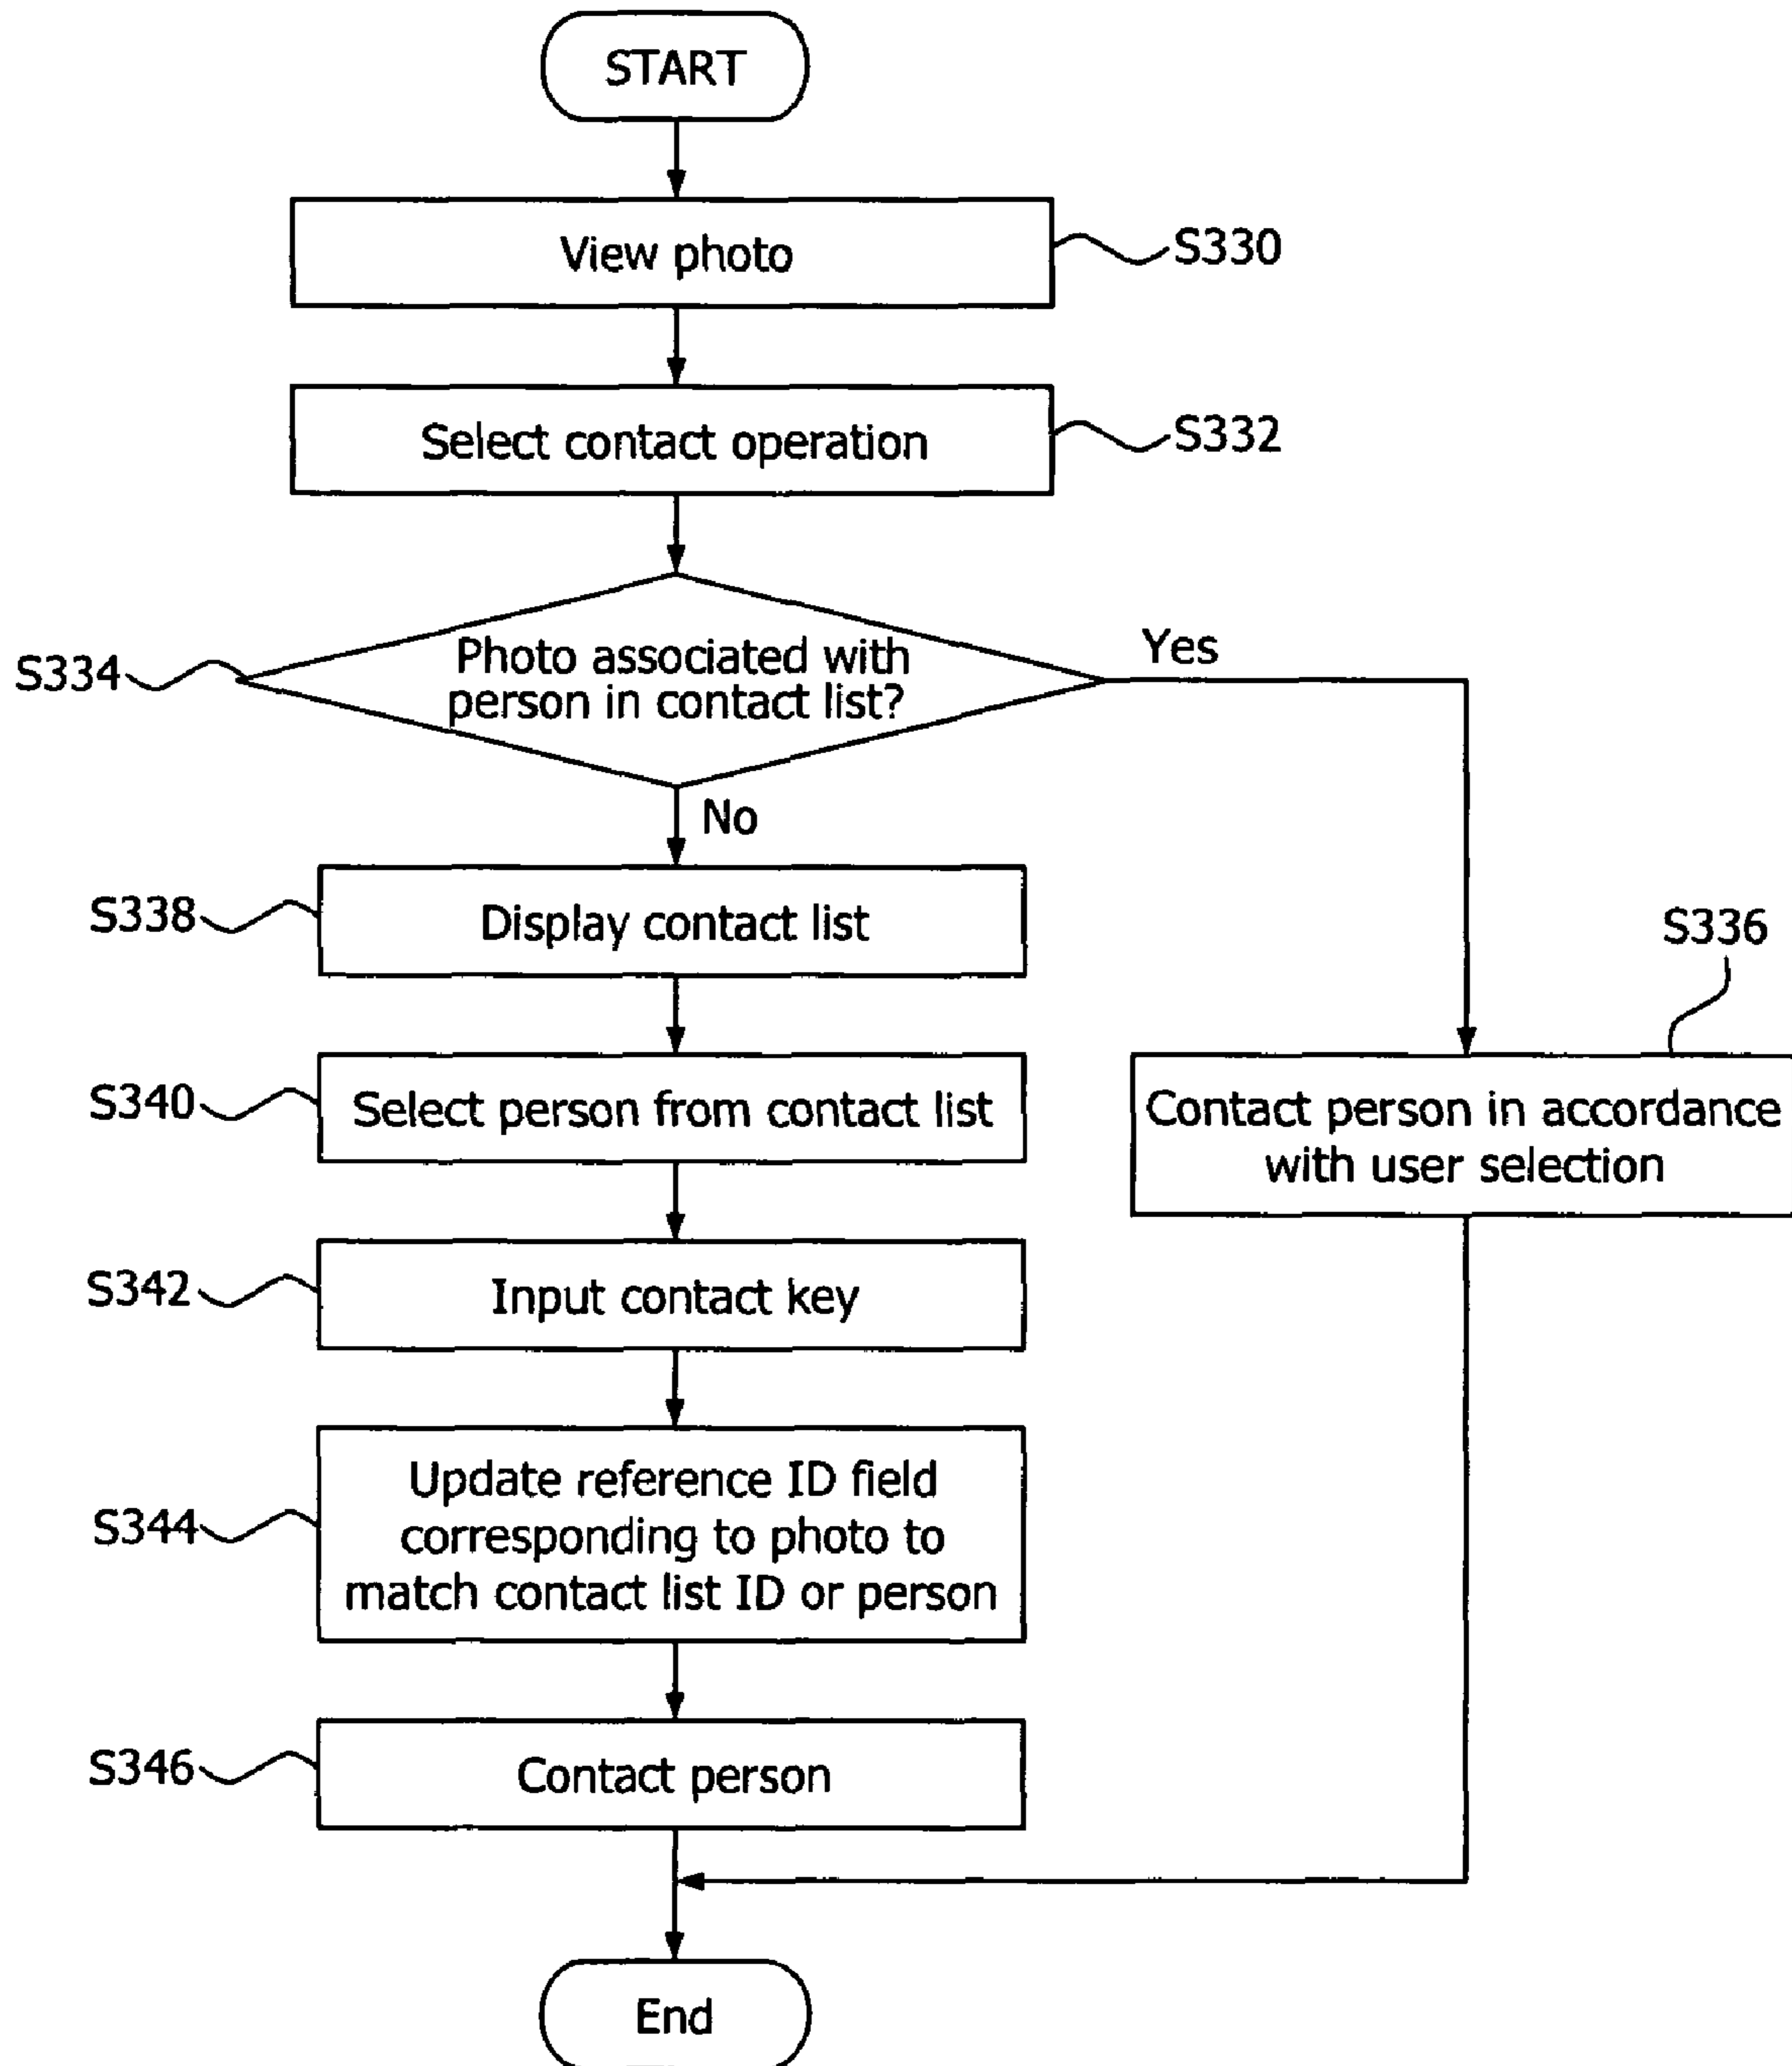 START
View photo
S330
Select contact operation
S332
S334
Photo associated with
person in contact list?
Yes
No
S338
Display contact list
S336
S340
Select person from contact list
Contact person in accordance
with user selection
S342
Input contact key
S344
Update reference ID field
corresponding to photo to
match contact list ID or person
S346
Contact person
End